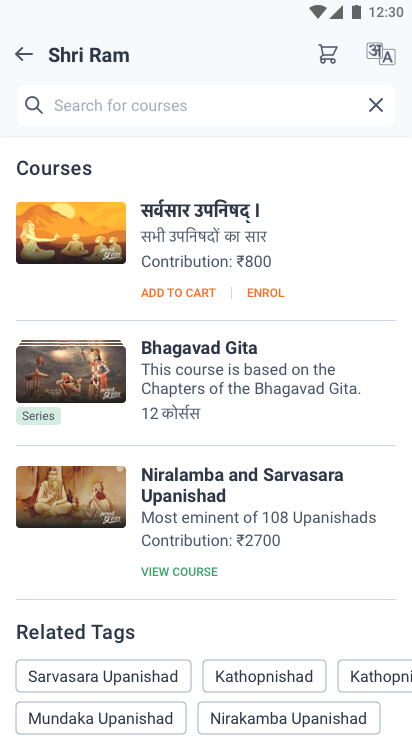 12:30
Shri Ram
अ A
Search for courses
Courses
सर्वसार उपनिषद् I
सभी उपनिषदों का सार
Contribution: ₹800
ADD TO CART ENROL
Bhagavad Gita
This course is based on the
Chapters of the Bhagavad Gita.
Series
12 कोर्सस
Niralamba and Sarvasara
Upanishad
Most eminent of 108 Upanishads
Contribution: ₹2700
VIEW COURSE
Related Tags
Sarvasara Upanishad Kathopnishad Kathopni
Mundaka Upanishad Nirakamba Upanishad